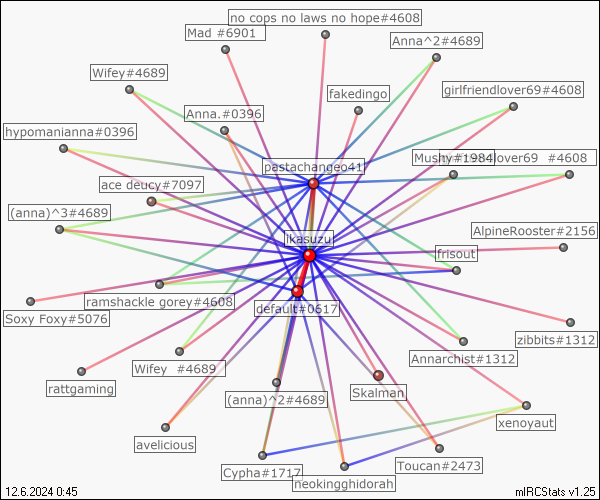 no cops no laws no hope#4608
Mad #6901
Anna^2#4689
Wifey#4689
girlfriendlover69#4608
fakedingo
Anna.#0396
hypomanianna#0396
Mushy#1984
lover69 #4608
pastachangeo41
ace deucy#7097
(anna)^3#4689
AlpineRooster#2156
ikasuzu
frisout
ramshackle gorey#4608
default#0617
Soxy Foxy#5076
zibbits#1312
Annarchist#1312
Wifey #4689
rattgaming
Skalman
(anna)^2#4689
xenoyaut
avelicious
Toucan#2473
Cypha#1717
neokingghidorah
12.6.2024 0:45
mIRCStats v1.25